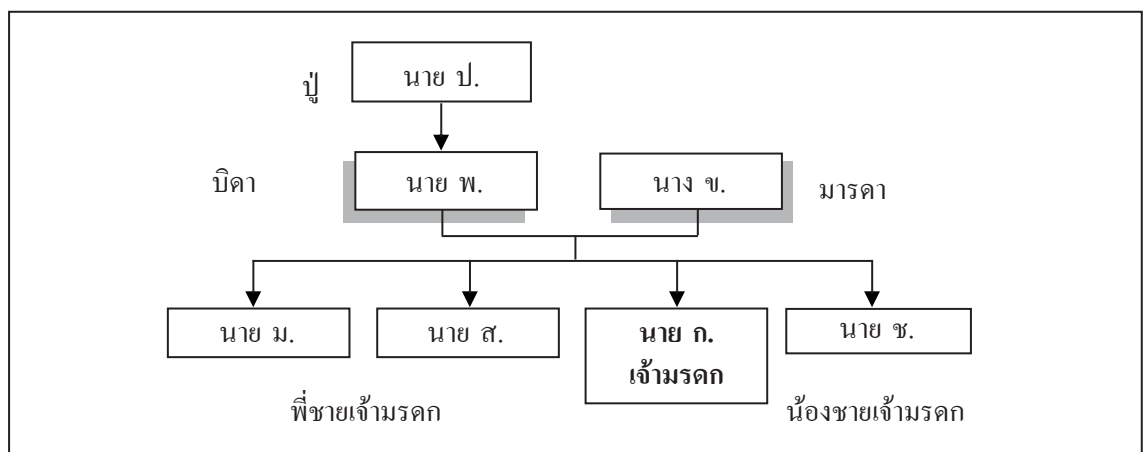 นาย ป.
ปู่
บิดา
นาย พ.
นาง ข.
มารดา
นาย ม.
นาย ส.
นาย ก.
เจ้ามรดก
นาย ช.
พี่ชายเจ้ามรดก
น้องชายเจ้ามรดก